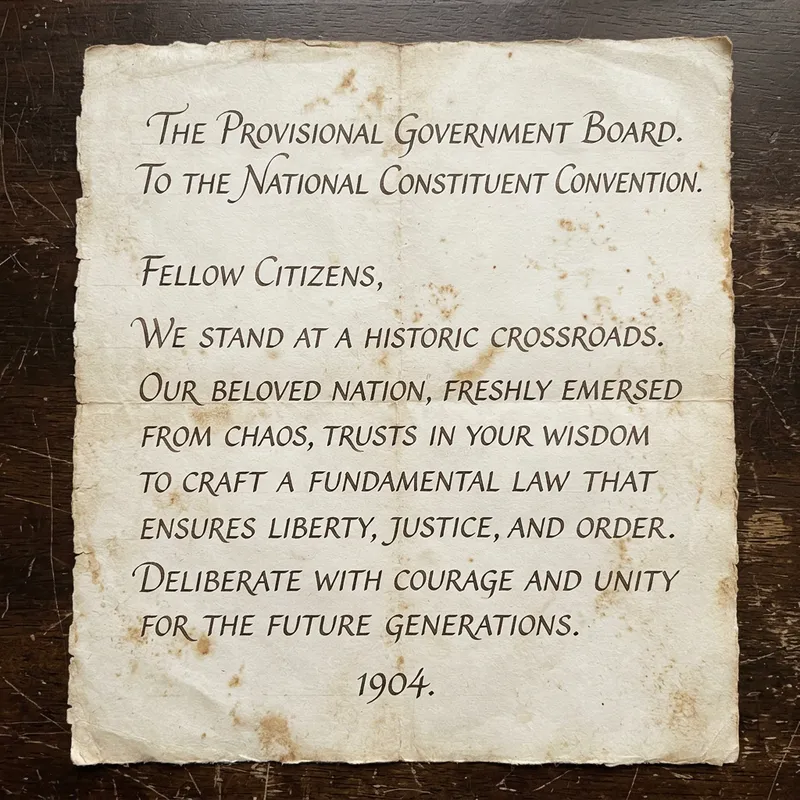 The Provisional Government Board.
To the National Constituent Convention.
Fellow Citizens,
We stand at a historic crossroads.
Our beloved nation, freshly emersed
from chaos, trusts in your wisdom
to craft a fundamental law that
ensures liberty, justice, and order.
Deliberate with courage and unity
for the future generations.
1904.